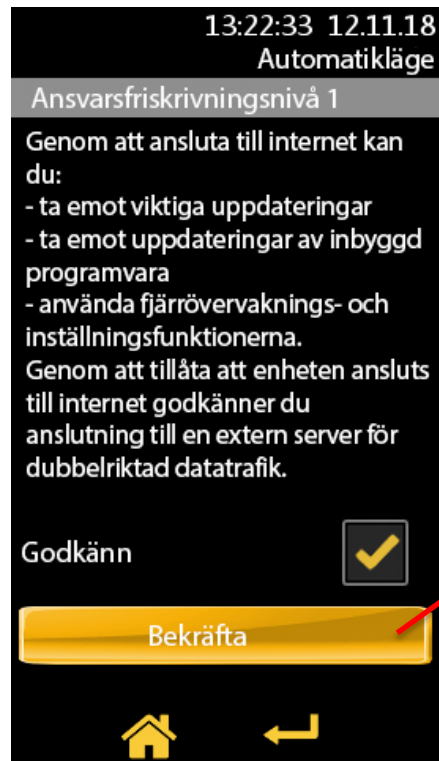 13:22:33 12.11.18
Automatikläge
Ansvarsfriskrivningsnivå 1
Genom att ansluta till internet kan
du:
- ta emot viktiga uppdateringar
- ta emot uppdateringar av inbyggd
programvara
- använda fjärrövervaknings- och
inställningsfunktionerna.
Genom att tillåta att enheten ansluts
till internet godkänner du
anslutning till en extern server för
dubbelriktad datatrafik.
Godkänn
Bekräfta